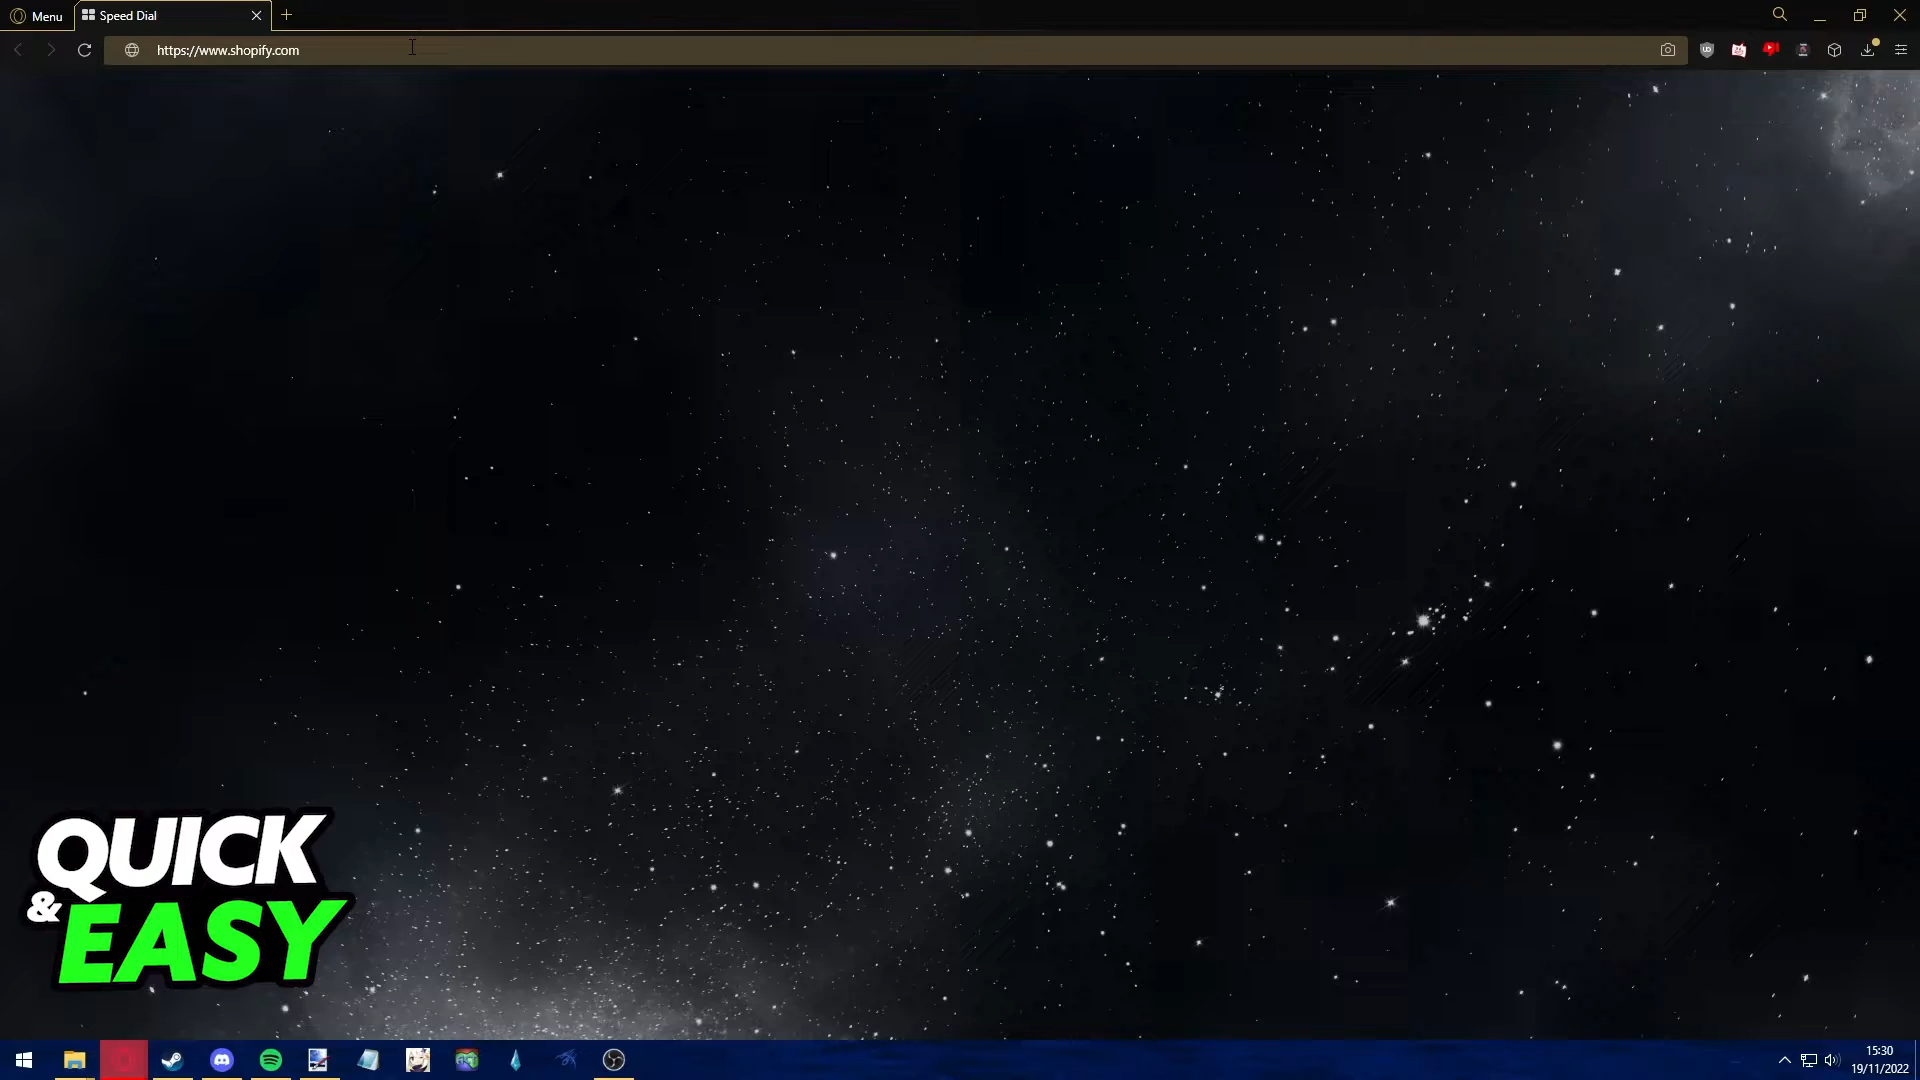 Menu
Speed Dial
https://www.shopify.com
QUICK
& EASY
15:30
19/11/2022